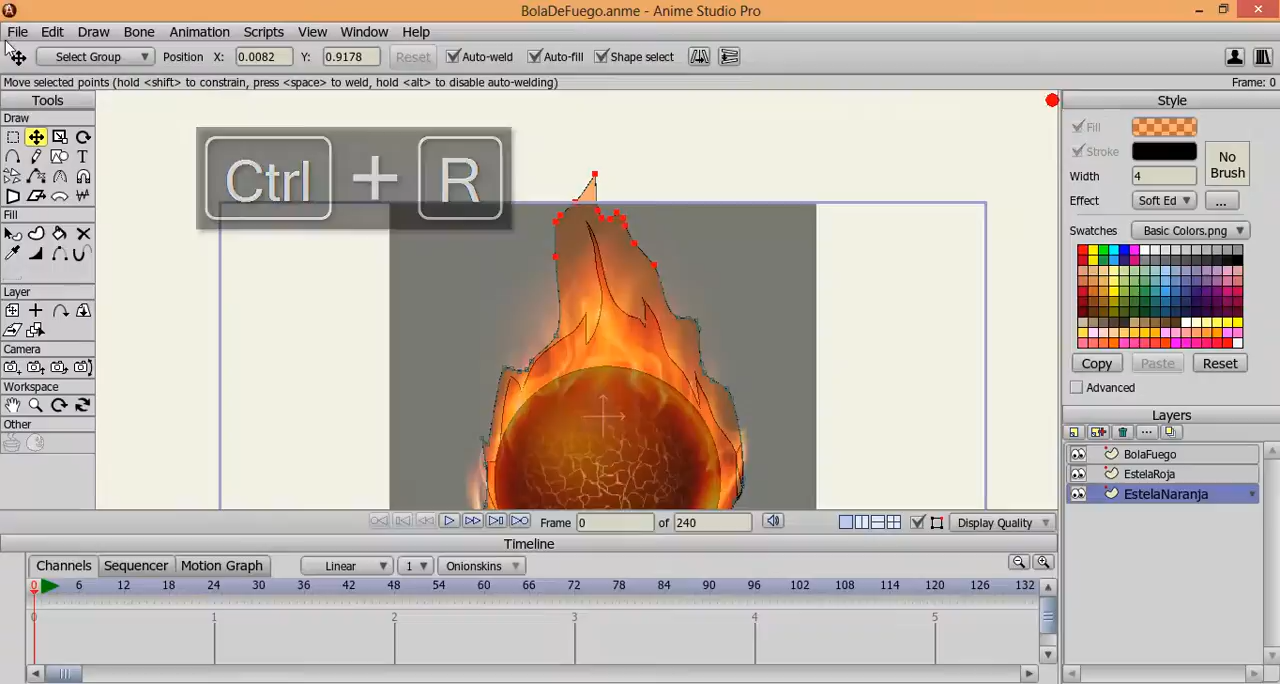 BolaDeFuego.anme - Anime Studio Pro
File Edit Draw Bone Animation Scripts View Window Help
Select Group Position X: 0.0082 Y: 0.9178 Reset Auto-weld Auto-fill Shape select
Move selected points (hold <shift> to constrain, press <space> to weld, hold <alt> to disable auto-welding) Frame: 0
Tools
Draw
T
Fill
Layer
Camera
Workspace
Other
Ctrl + R
Style
Fill
Stroke
No Brush
Width 4
Effect Soft Ed ...
Swatches Basic Colors.png
Copy Paste Reset
Advanced
Layers
BolaFuego
EstelaRoja
EstelaNaranja
Frame 0 of 240 Display Quality
Timeline
Channels Sequencer Motion Graph Linear 1 Onionskins
0 6 12 18 24 30 36 42 48 54 60 66 72 78 84 90 96 102 108 114 120 126 132
0 1 2 3 4 5